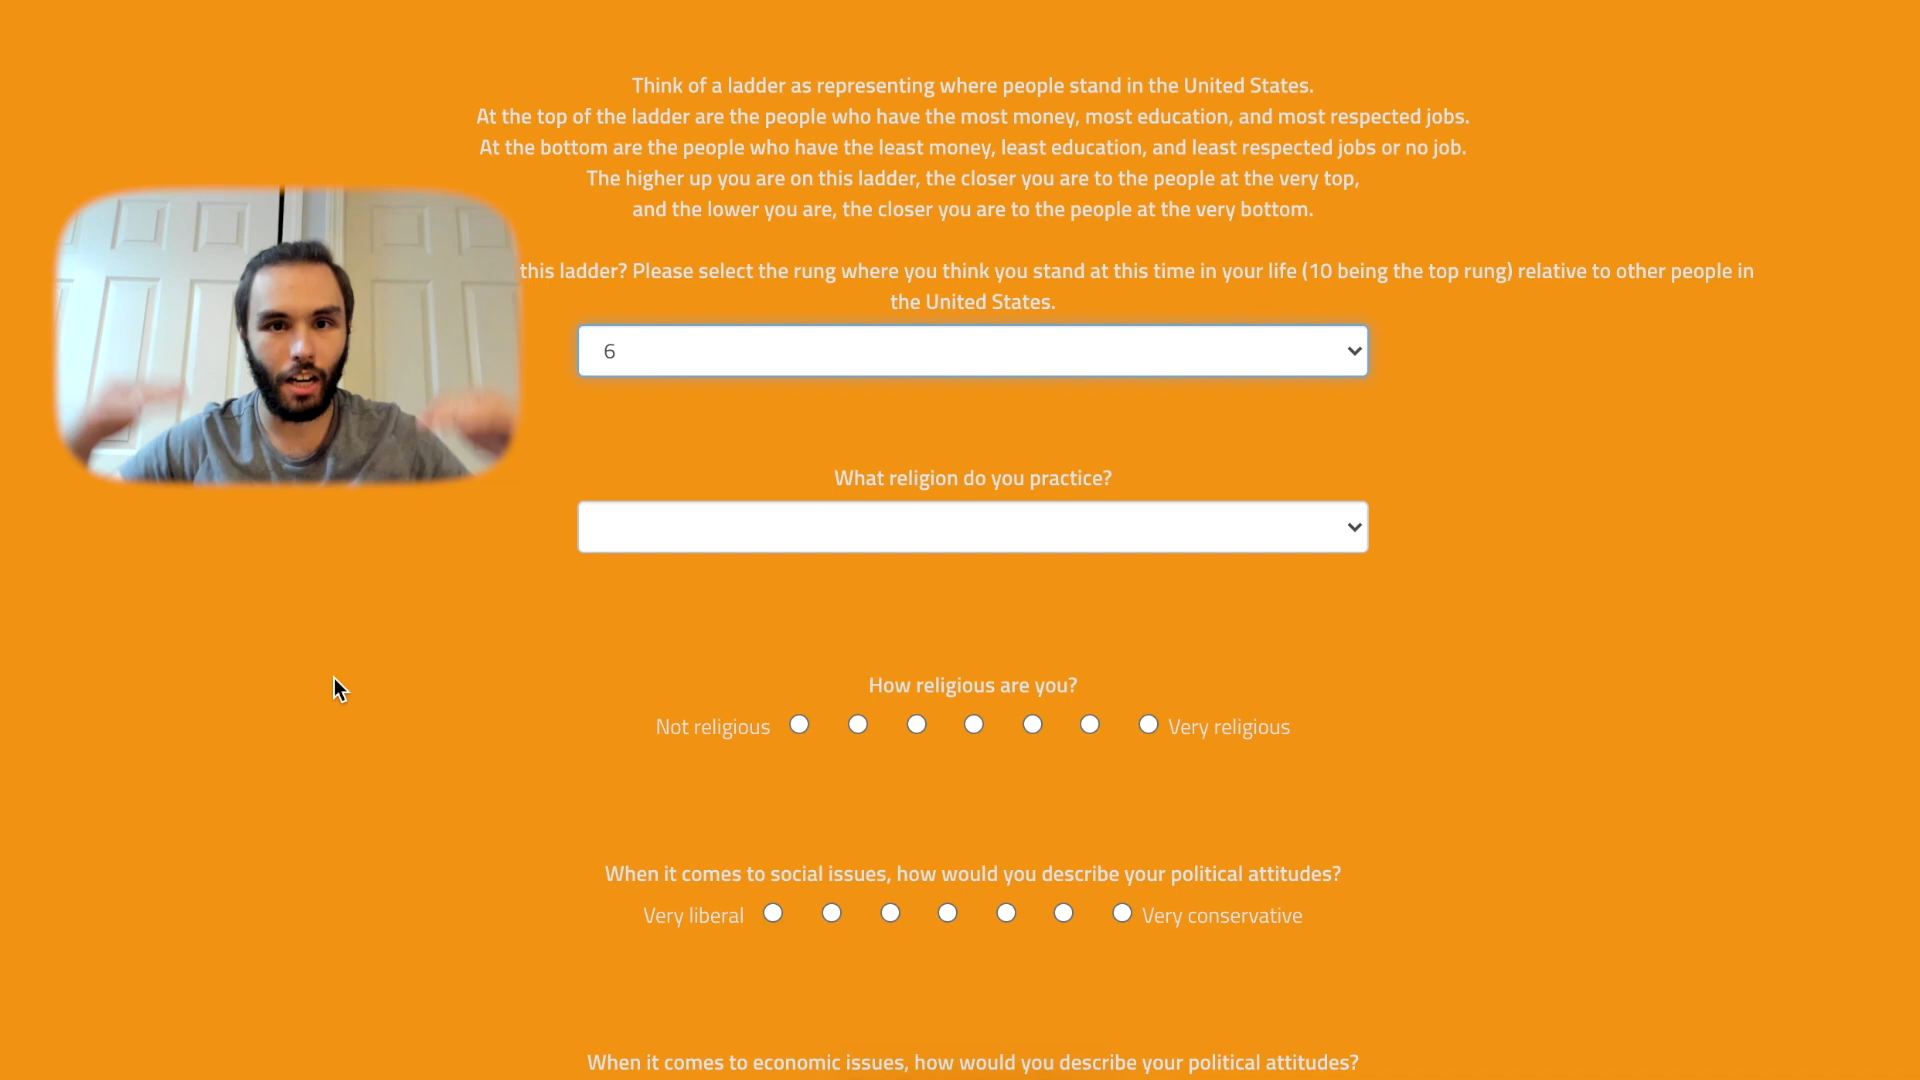 Think of a ladder as representing where people stand in the United States.
At the top of the ladder are the people who have the most money, most education, and most respected jobs.
At the bottom are the people who have the least money, least education, and least respected jobs or no job.
The higher up you are on this ladder, the closer you are to the people at the very top,
and the lower you are, the closer you are to the people at the very bottom.
this ladder? Please select the rung where you think you stand at this time in your life (10 being the top rung) relative to other people in
the United States.
6
What religion do you practice?
How religious are you?
Not religious Very religious
When it comes to social issues, how would you describe your political attitudes?
Very liberal Very conservative
When it comes to economic issues, how would you describe your political attitudes?